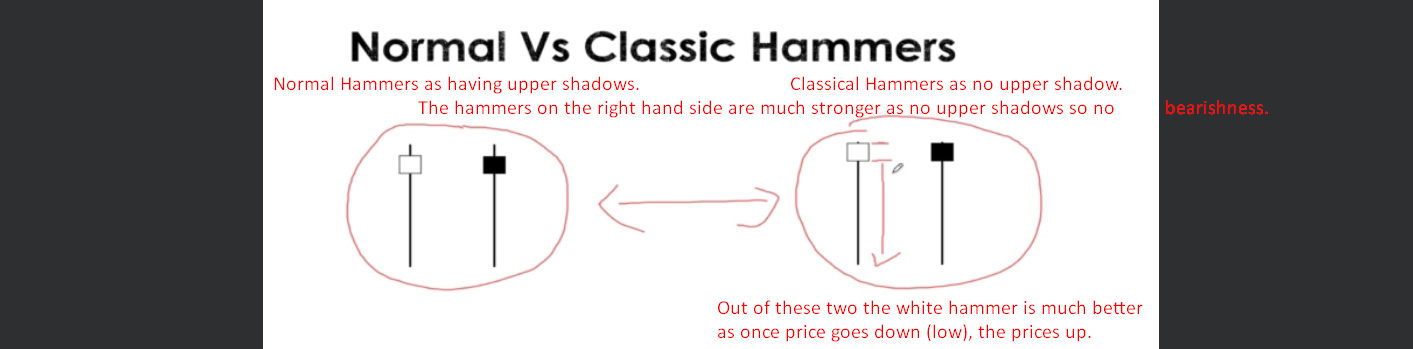 Normal Vs Classic Hammers
Normal Hammers as having upper shadows. Classical Hammers as no upper shadow.
The hammers on the right hand side are much stronger as no upper shadows so no bearishness.
Out of these two the white hammer is much better
as once price goes down (low), the prices up.